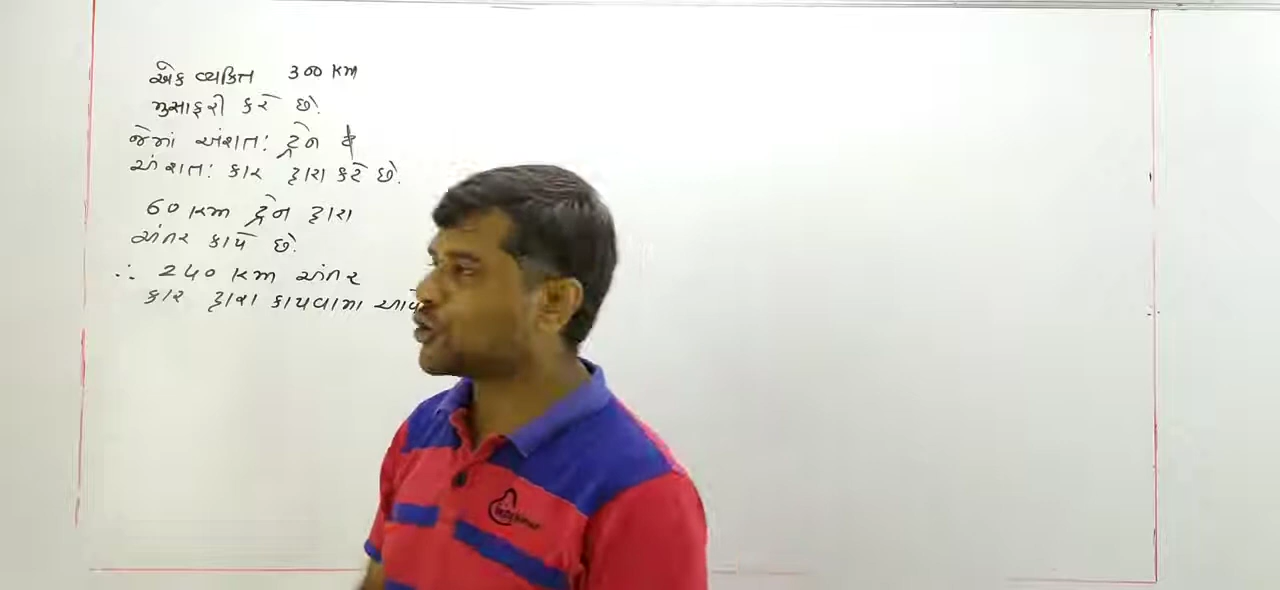 એક વ્યકિત 300 km
મુસાફરી કરે છે.
જેમાં અંશત: ટ્રેન
અંશત: કાર દ્વારા કરે છે.
60 km ટ્રેન દ્વારા
અંતર કાપે છે.
∴ 240 km અંતર
કાર દ્વારા કાપવામાં આવે